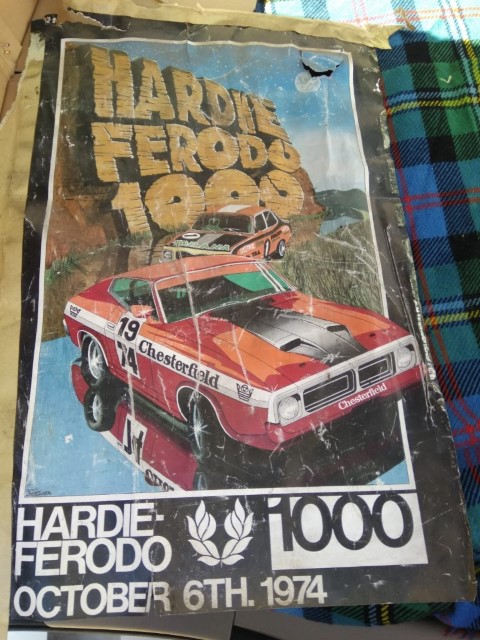 HARDIE
FERODO
1000
19
74
Chesterfield
Chesterfield
HARDIE-
FERODO
1000
OCTOBER 6TH. 1974